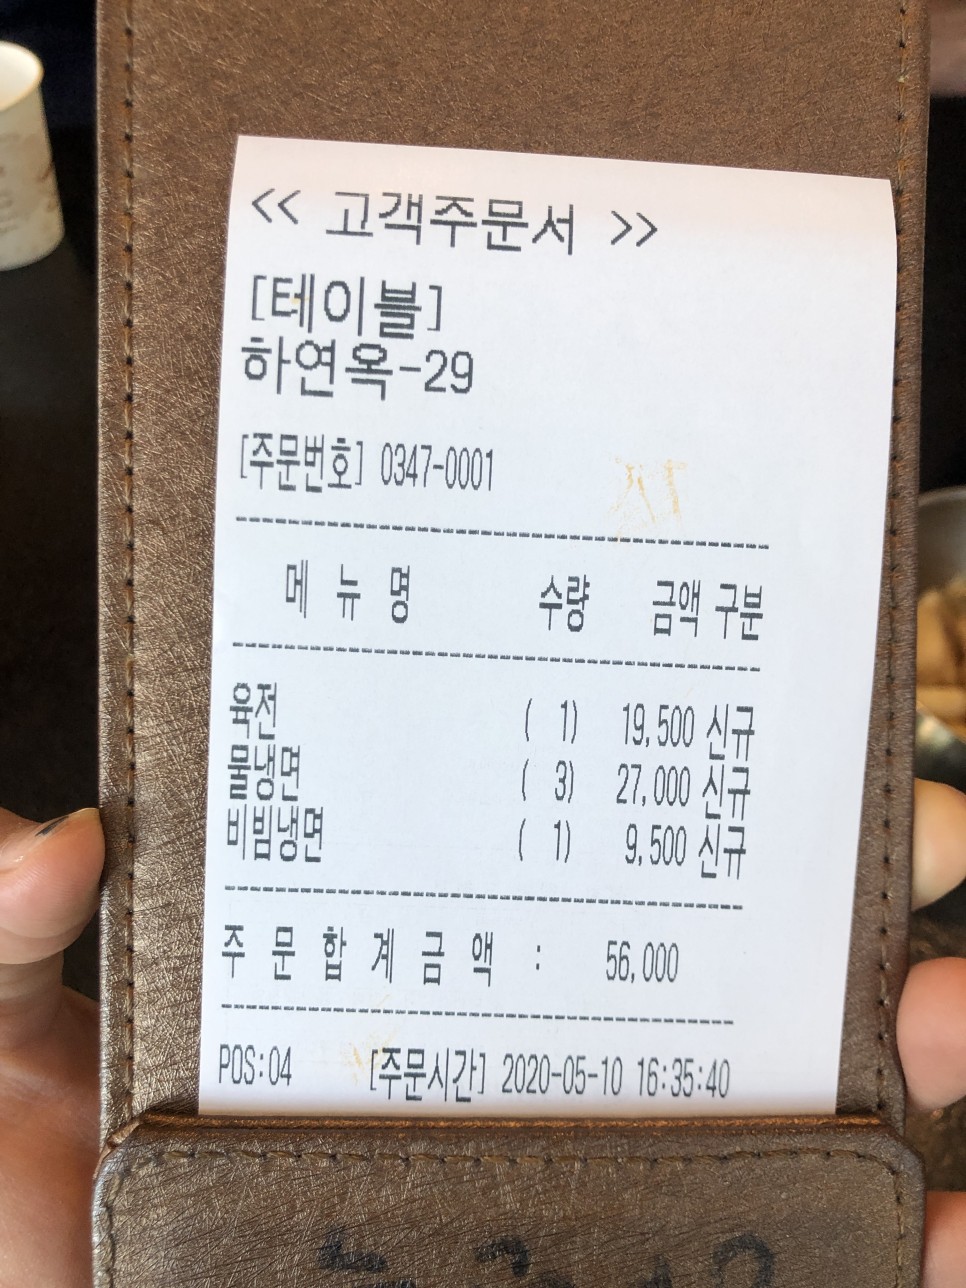 << 고객주문서 >>
[테이블]
하연옥-29
[주문번호] 0347-0001
메 뉴 명 수량 금액 구분
육전 ( 1) 19,500 신규
물냉면 ( 3) 27,000 신규
비빔냉면 ( 1) 9,500 신규
주 문 합 계 금 액 : 56,000
POS:04 [주문시간] 2020-05-10 16:35:40